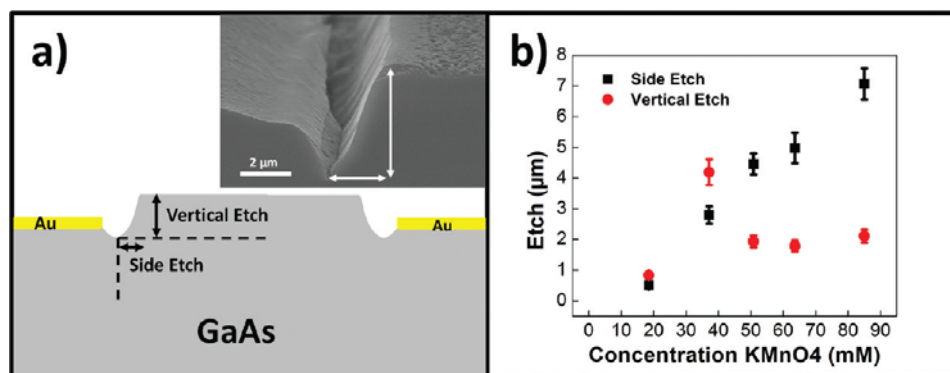 a)
2 µm
Vertical Etch
Au
Au
Side Etch
GaAs
b)
8
7
6
5
4
3
2
1
0
Etch (µm)
Side Etch
Vertical Etch
0 10 20 30 40 50 60 70 80 90
Concentration KMnO4 (mM)